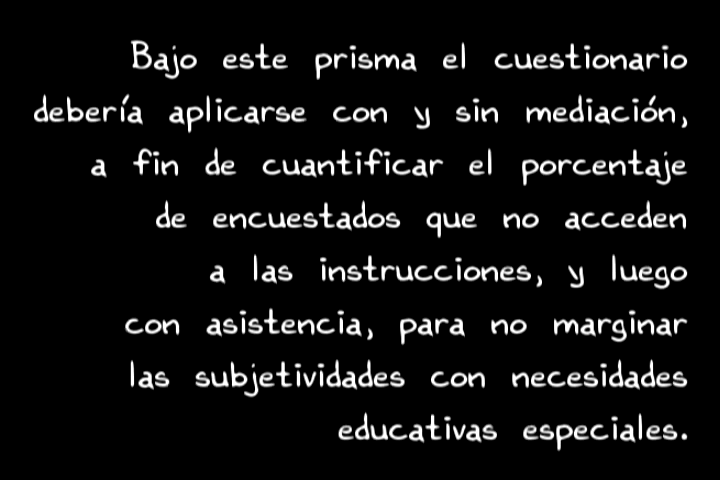 Bajo este prisma el cuestionario
debería aplicarse con y sin mediación,
a fin de cuantificar el porcentaje
de encuestados que no acceden
a las instrucciones, y luego
con asistencia, para no marginar
las subjetividades con necesidades
educativas especiales.